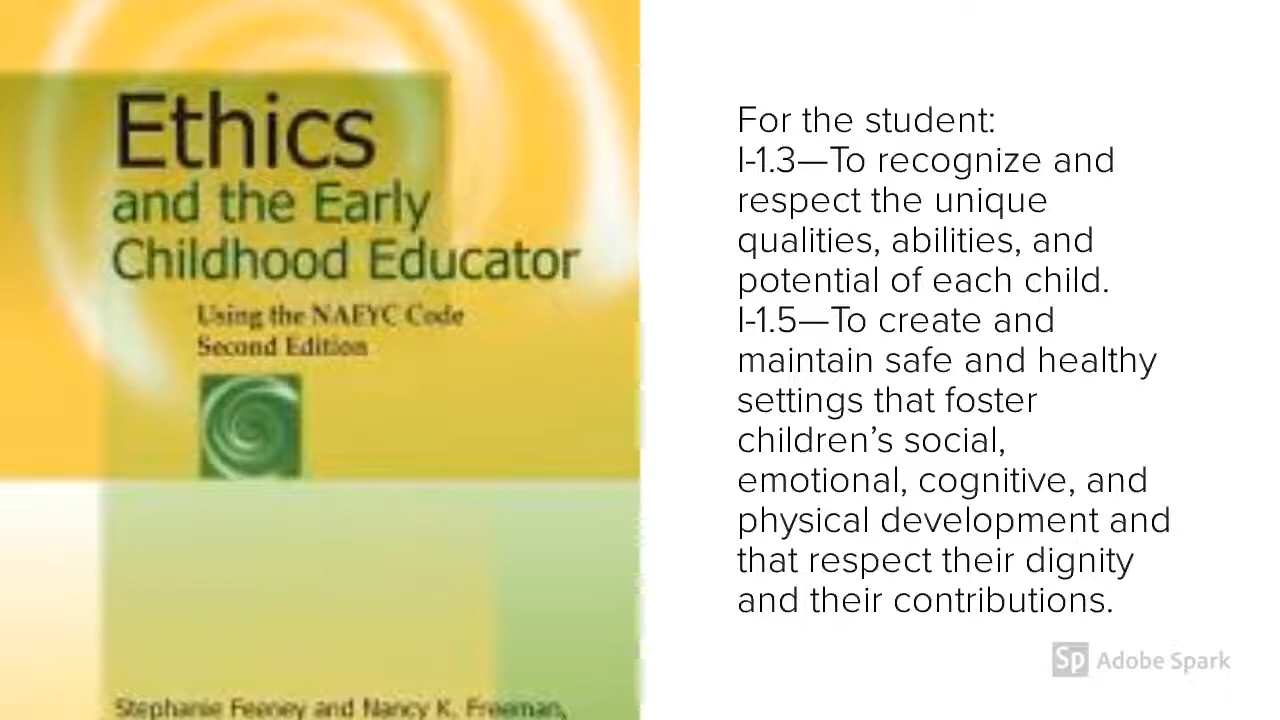 Ethics
and the Early
Childhood Educator
Using the NAEYC Code
Second Edition
Stephanie Feeney and Nancy K. Freeman,
For the student:
I-1.3—To recognize and
respect the unique
qualities, abilities, and
potential of each child.
I-1.5—To create and
maintain safe and healthy
settings that foster
children’s social,
emotional, cognitive, and
physical development and
that respect their dignity
and their contributions.
Sp Adobe Spark